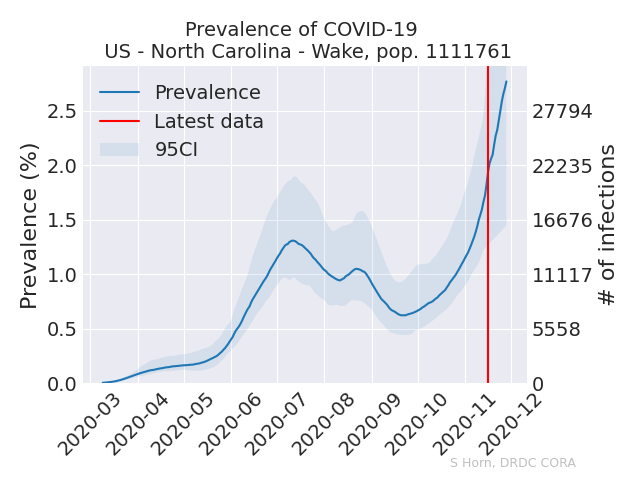 Prevalence of COVID-19
US - North Carolina - Wake, pop. 1111761
Prevalence
Latest data
95CI
Prevalence (%)
2.5
2.0
1.5
1.0
0.5
0.0
27794
22235
16676
11117
5558
0
# of infections
2020-03
2020-04
2020-05
2020-06
2020-07
2020-08
2020-09
2020-10
2020-11
2020-12
S Horn, DRDC CORA